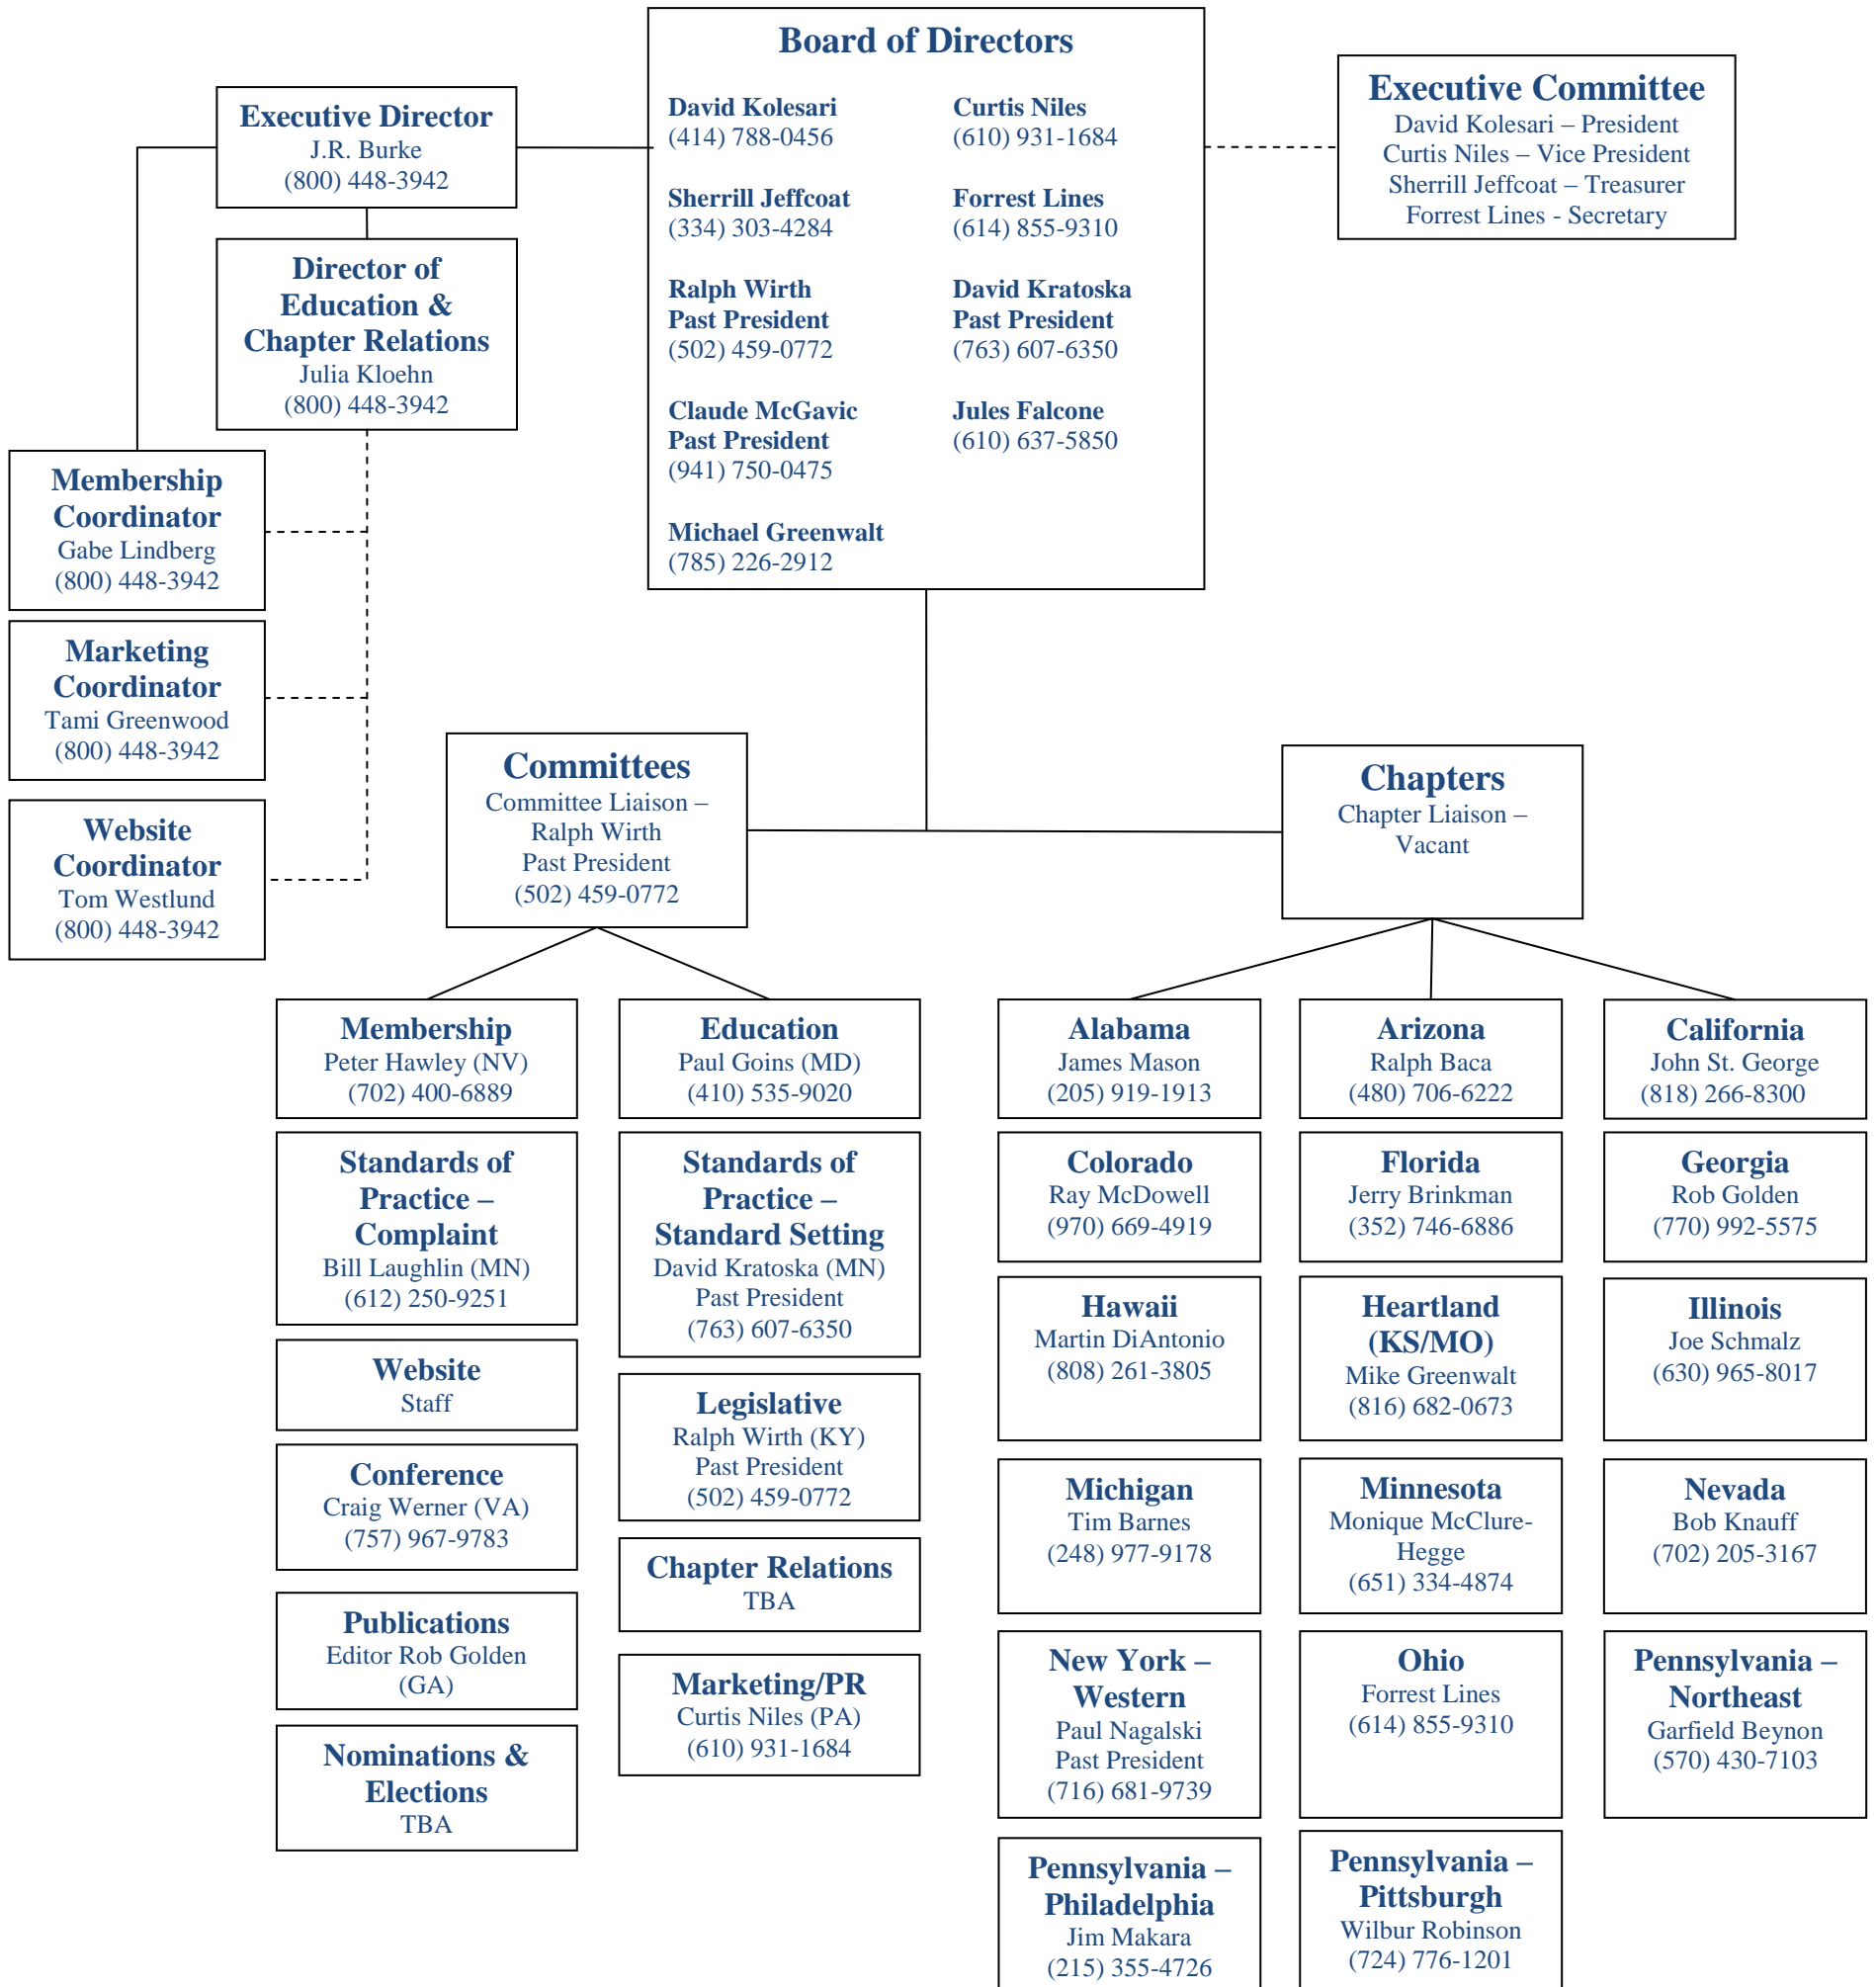 Board of Directors
David Kolesari
(414) 788-0456
Curtis Niles
(610) 931-1684
Sherrill Jeffcoat
(334) 303-4284
Forrest Lines
(614) 855-9310
Ralph Wirth
Past President
(502) 459-0772
David Kratoska
Past President
(763) 607-6350
Claude McGavic
Past President
(941) 750-0475
Jules Falcone
(610) 637-5850
Michael Greenwalt
(785) 226-2912
Executive Committee
David Kolesari – President
Curtis Niles – Vice President
Sherrill Jeffcoat – Treasurer
Forrest Lines - Secretary
Executive Director
J.R. Burke
(800) 448-3942
Director of
Education &
Chapter Relations
Julia Kloehn
(800) 448-3942
Membership
Coordinator
Gabe Lindberg
(800) 448-3942
Marketing
Coordinator
Tami Greenwood
(800) 448-3942
Website
Coordinator
Tom Westlund
(800) 448-3942
Committees
Committee Liaison –
Ralph Wirth
Past President
(502) 459-0772
Chapters
Chapter Liaison –
Vacant
Membership
Peter Hawley (NV)
(702) 400-6889
Education
Paul Goins (MD)
(410) 535-9020
Standards of
Practice –
Complaint
Bill Laughlin (MN)
(612) 250-9251
Standards of
Practice –
Standard Setting
David Kratoska (MN)
Past President
(763) 607-6350
Website
Staff
Legislative
Ralph Wirth (KY)
Past President
(502) 459-0772
Conference
Craig Werner (VA)
(757) 967-9783
Chapter Relations
TBA
Publications
Editor Rob Golden
(GA)
Marketing/PR
Curtis Niles (PA)
(610) 931-1684
Nominations &
Elections
TBA
Alabama
James Mason
(205) 919-1913
Arizona
Ralph Baca
(480) 706-6222
California
John St. George
(818) 266-8300
Colorado
Ray McDowell
(970) 669-4919
Florida
Jerry Brinkman
(352) 746-6886
Georgia
Rob Golden
(770) 992-5575
Hawaii
Martin DiAntonio
(808) 261-3805
Heartland
(KS/MO)
Mike Greenwalt
(816) 682-0673
Illinois
Joe Schmalz
(630) 965-8017
Michigan
Tim Barnes
(248) 977-9178
Minnesota
Monique McClure-
Hegge
(651) 334-4874
Nevada
Bob Knauff
(702) 205-3167
New York –
Western
Paul Nagalski
Past President
(716) 681-9739
Ohio
Forrest Lines
(614) 855-9310
Pennsylvania –
Northeast
Garfield Beynon
(570) 430-7103
Pennsylvania –
Philadelphia
Jim Makara
(215) 355-4726
Pennsylvania –
Pittsburgh
Wilbur Robinson
(724) 776-1201